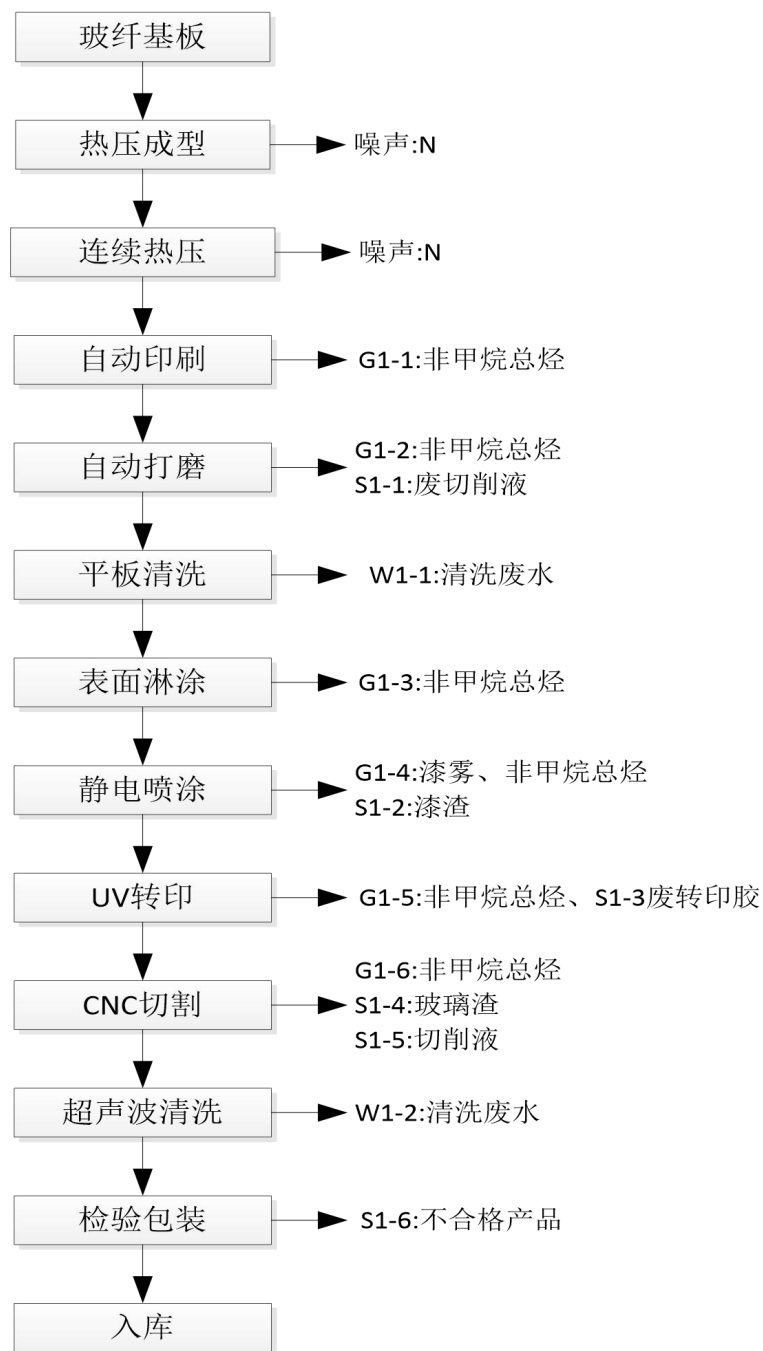 玻纤基板
热压成型
噪声:N
连续热压
噪声:N
自动印刷
G1-1:非甲烷总烃
自动打磨
G1-2:非甲烷总烃
S1-1:废切削液
平板清洗
W1-1:清洗废水
表面淋涂
G1-3:非甲烷总烃
静电喷涂
G1-4:漆雾、非甲烷总烃
S1-2:漆渣
UV转印
G1-5:非甲烷总烃、S1-3废转印胶
CNC切割
G1-6:非甲烷总烃
S1-4:玻璃渣
S1-5:切削液
超声波清洗
W1-2:清洗废水
检验包装
S1-6:不合格产品
入库